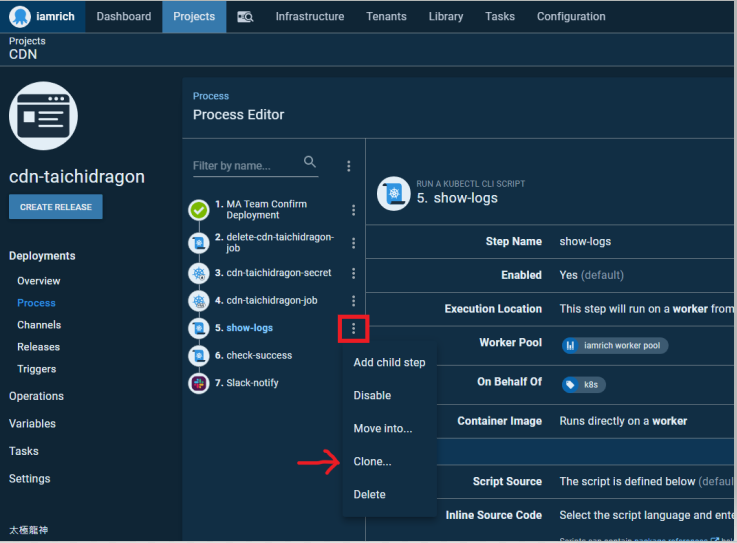 iamrich Dashboard Projects Infrastructure Tenants Library Tasks Configuration
Projects
CDN
cdn-taichidragon
CREATE RELEASE
Deployments
Overview
Process
Channels
Releases
Triggers
Operations
Variables
Tasks
Settings
太極龍神
Process
Process Editor
Filter by name...
1. MA Team Confirm
Deployment
2. delete-cdn-taichidragon-
job
3. cdn-taichidragon-secret
4. cdn-taichidragon-job
5. show-logs
6. check-success
7. Slack-notify
Add child step
Disable
Move into...
Clone...
Delete
RUN A KUBECTL CLI SCRIPT
5. show-logs
Step Name show-logs
Enabled Yes (default)
Execution Location This step will run on a worker from
Worker Pool iamrich worker pool
On Behalf Of k8s
Container Image Runs directly on a worker
Script Source The script is defined below (defaul
Inline Source Code Select the script language and ente
Scripts can contain package references